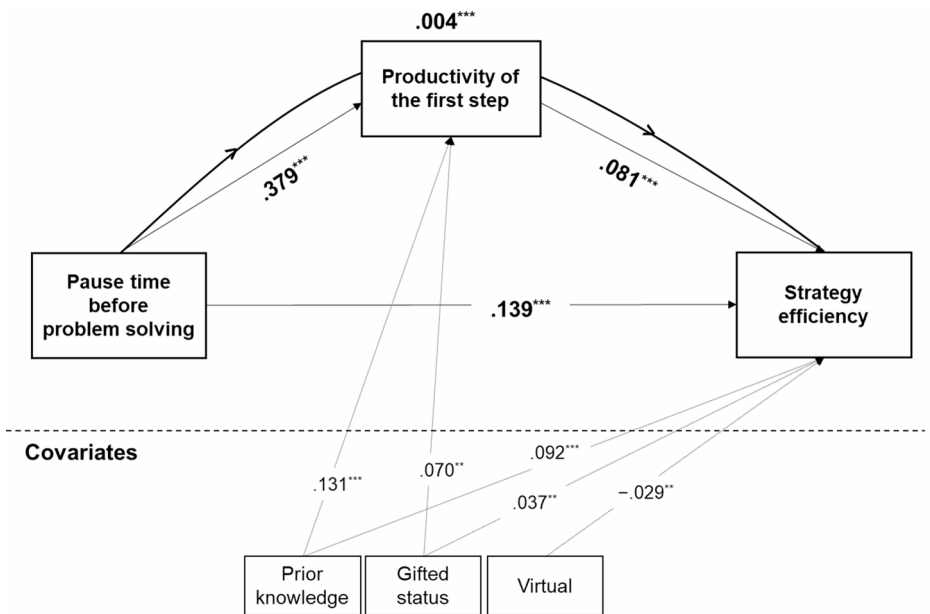 .004***
Productivity of
the first step
.379***
.081***
Pause time
before
problem solving
.139***
Strategy
efficiency
Covariates
.092***
.070**
.131***
.037**
−.029**
Prior
knowledge
Gifted
status
Virtual